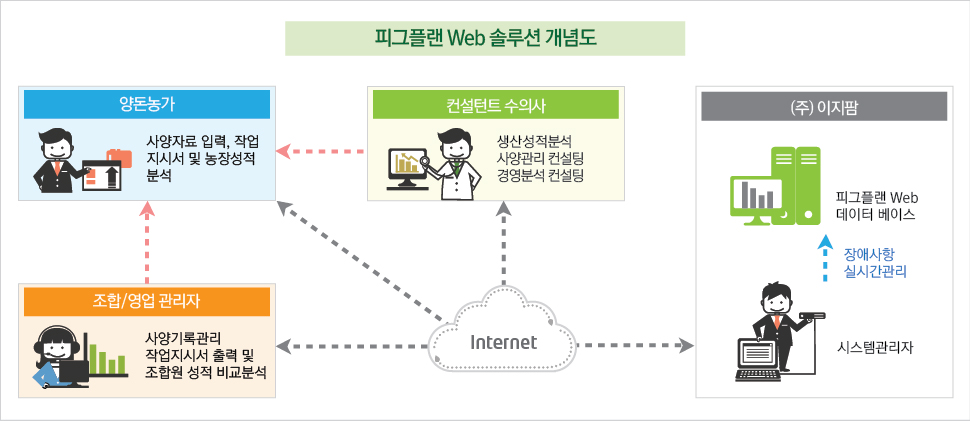 피그플랜 Web 솔루션 개념도
양돈농가
사양자료 입력, 작업
지시서 및 농장성적
분석
컨설턴트 수의사
생산성적분석
사양관리 컨설팅
경영분석 컨설팅
(주) 이지팜
피그플랜 Web
데이터 베이스
장애사항
실시간관리
시스템관리자
조합/영업 관리자
사양기록관리
작업지시서 출력 및
조합원 성적 비교분석
Internet